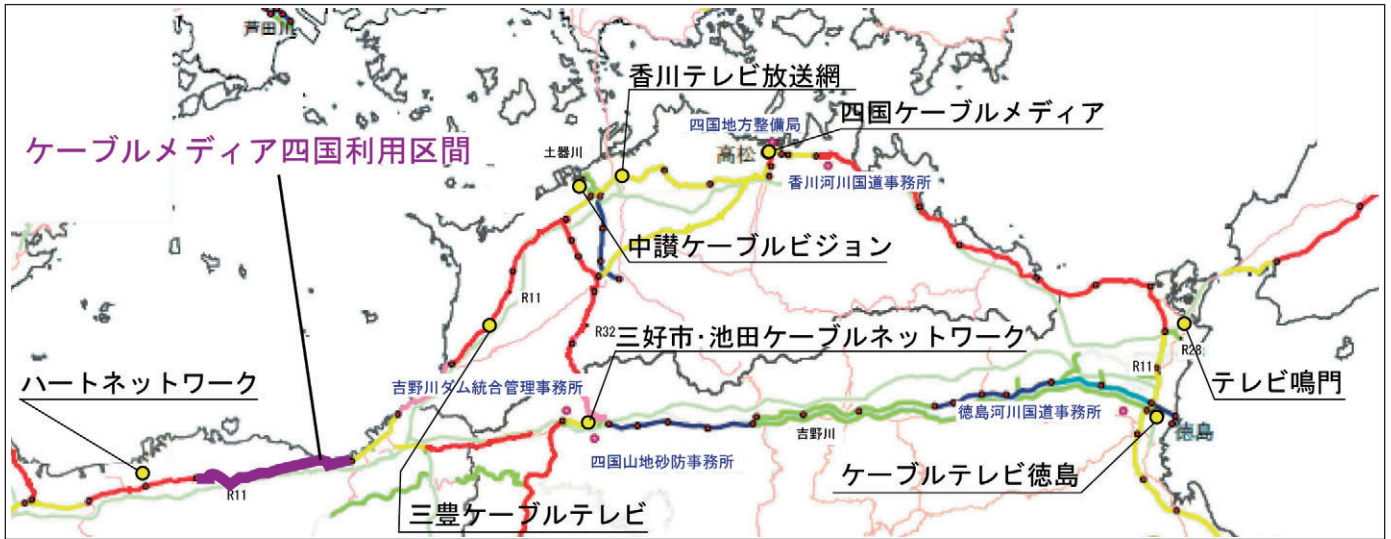 芦田川
香川テレビ放送網
四国地方整備局
四国ケーブルメディア
ケーブルメディア四国利用区間
土器川
高松
香川河川国道事務所
中讃ケーブルビジョン
R11
R32
三好市・池田ケーブルネットワーク
R28
ハートネットワーク
吉野川ダム統合管理事務所
R11
テレビ鳴門
徳島河川国道事務所
吉野川
徳島
四国山地砂防事務所
ケーブルテレビ徳島
R11
三豊ケーブルテレビ